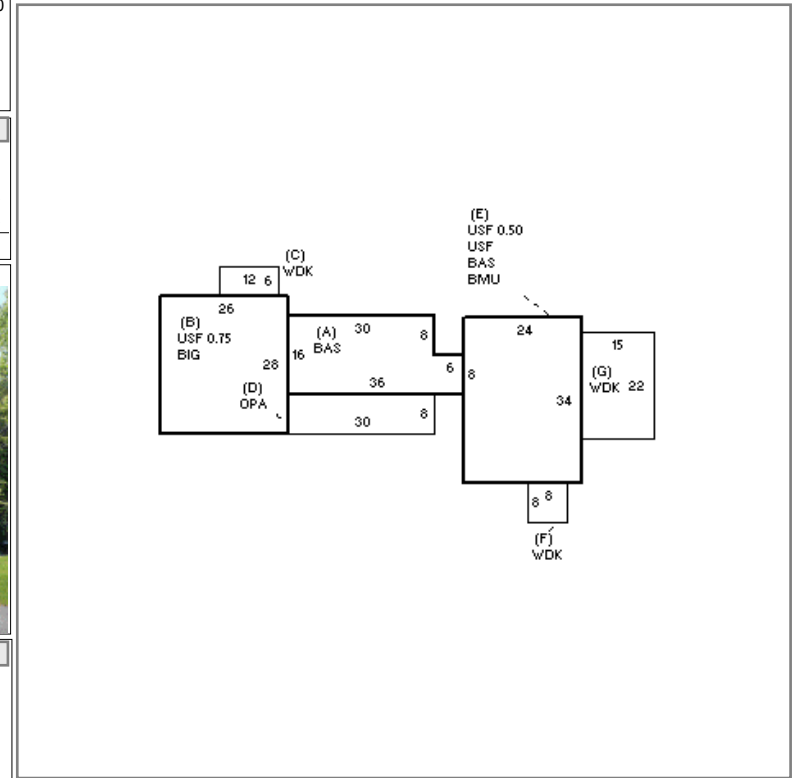 (E)
USF 0.50
USF
BAS
BMU
(C)
WDK
12 6
26
(B)
USF 0.75
BIG
28
(D)
OPA
16
(A)
BAS
30
8
6
36
8
30
8
24
34
15
(G)
WDK 22
8 8
(F)
WDK